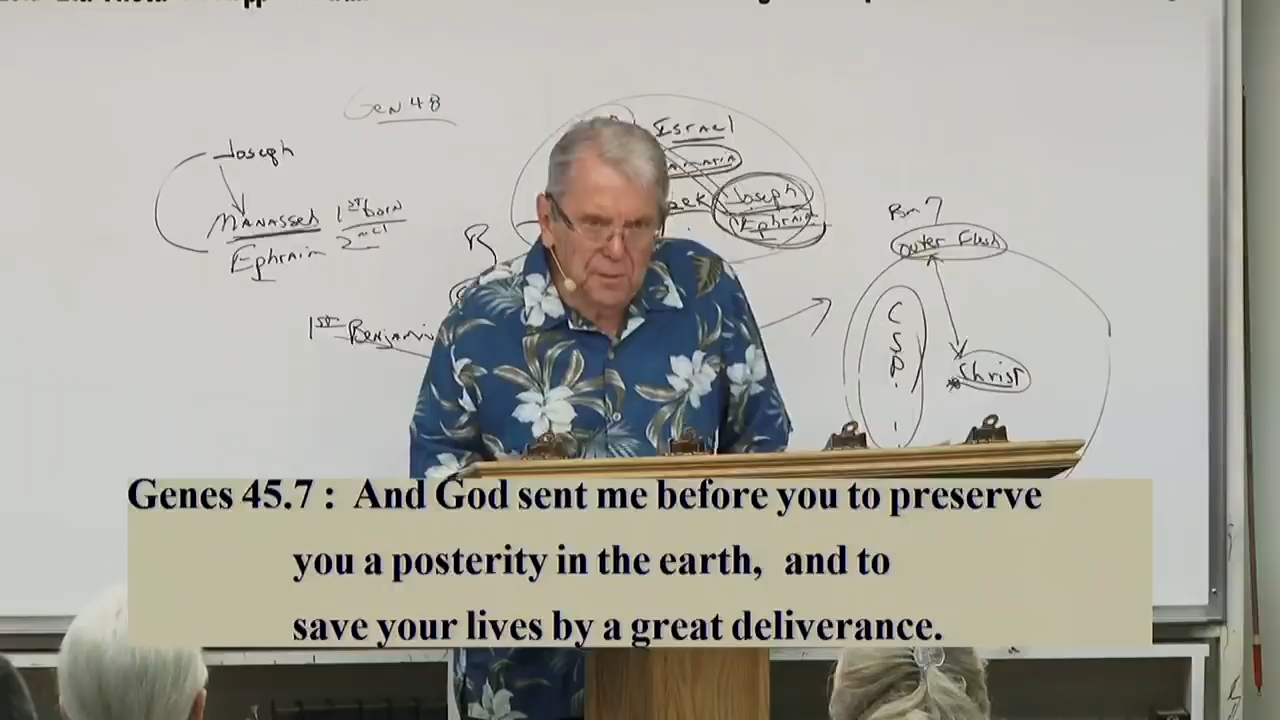 Gen 48
Joseph
Manasseh 1ST born
Ephraim 2nd
1ST Benjamin
Israel
Joseph
Ephraim
Rm 7
outer Flesh
C
S
P.
Christ
Genes 45.7 : And God sent me before you to preserve
you a posterity in the earth, and to
save your lives by a great deliverance.